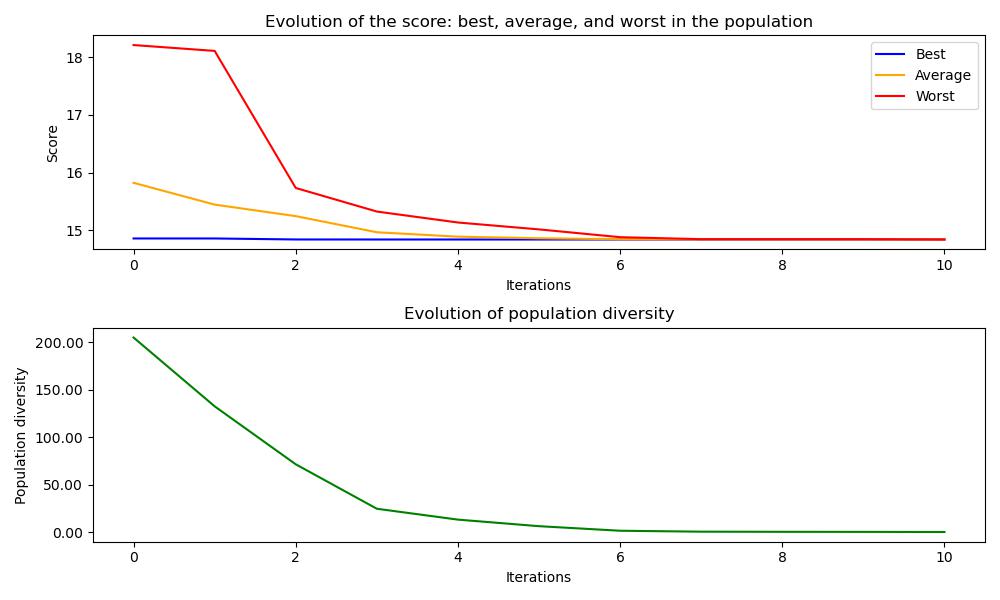 Evolution of the score: best, average, and worst in the population
18
17
16
15
Score
Best
Average
Worst
0 2 4 6 8 10
Iterations
Evolution of population diversity
200.00
150.00
100.00
50.00
0.00
Population diversity
0 2 4 6 8 10
Iterations